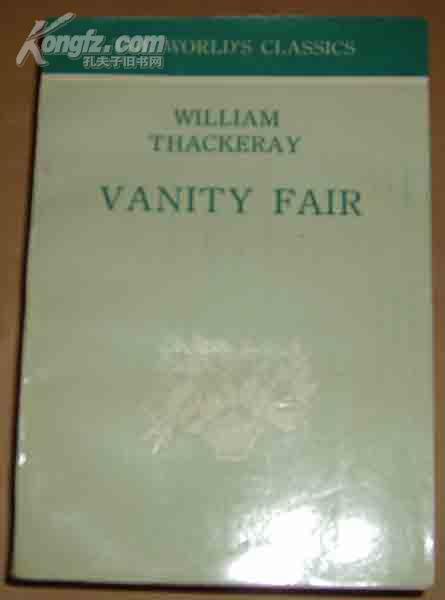 Kongfz.com
孔夫子旧书网
WORLD'S CLASSICS
WILLIAM
THACKERAY
VANITY FAIR